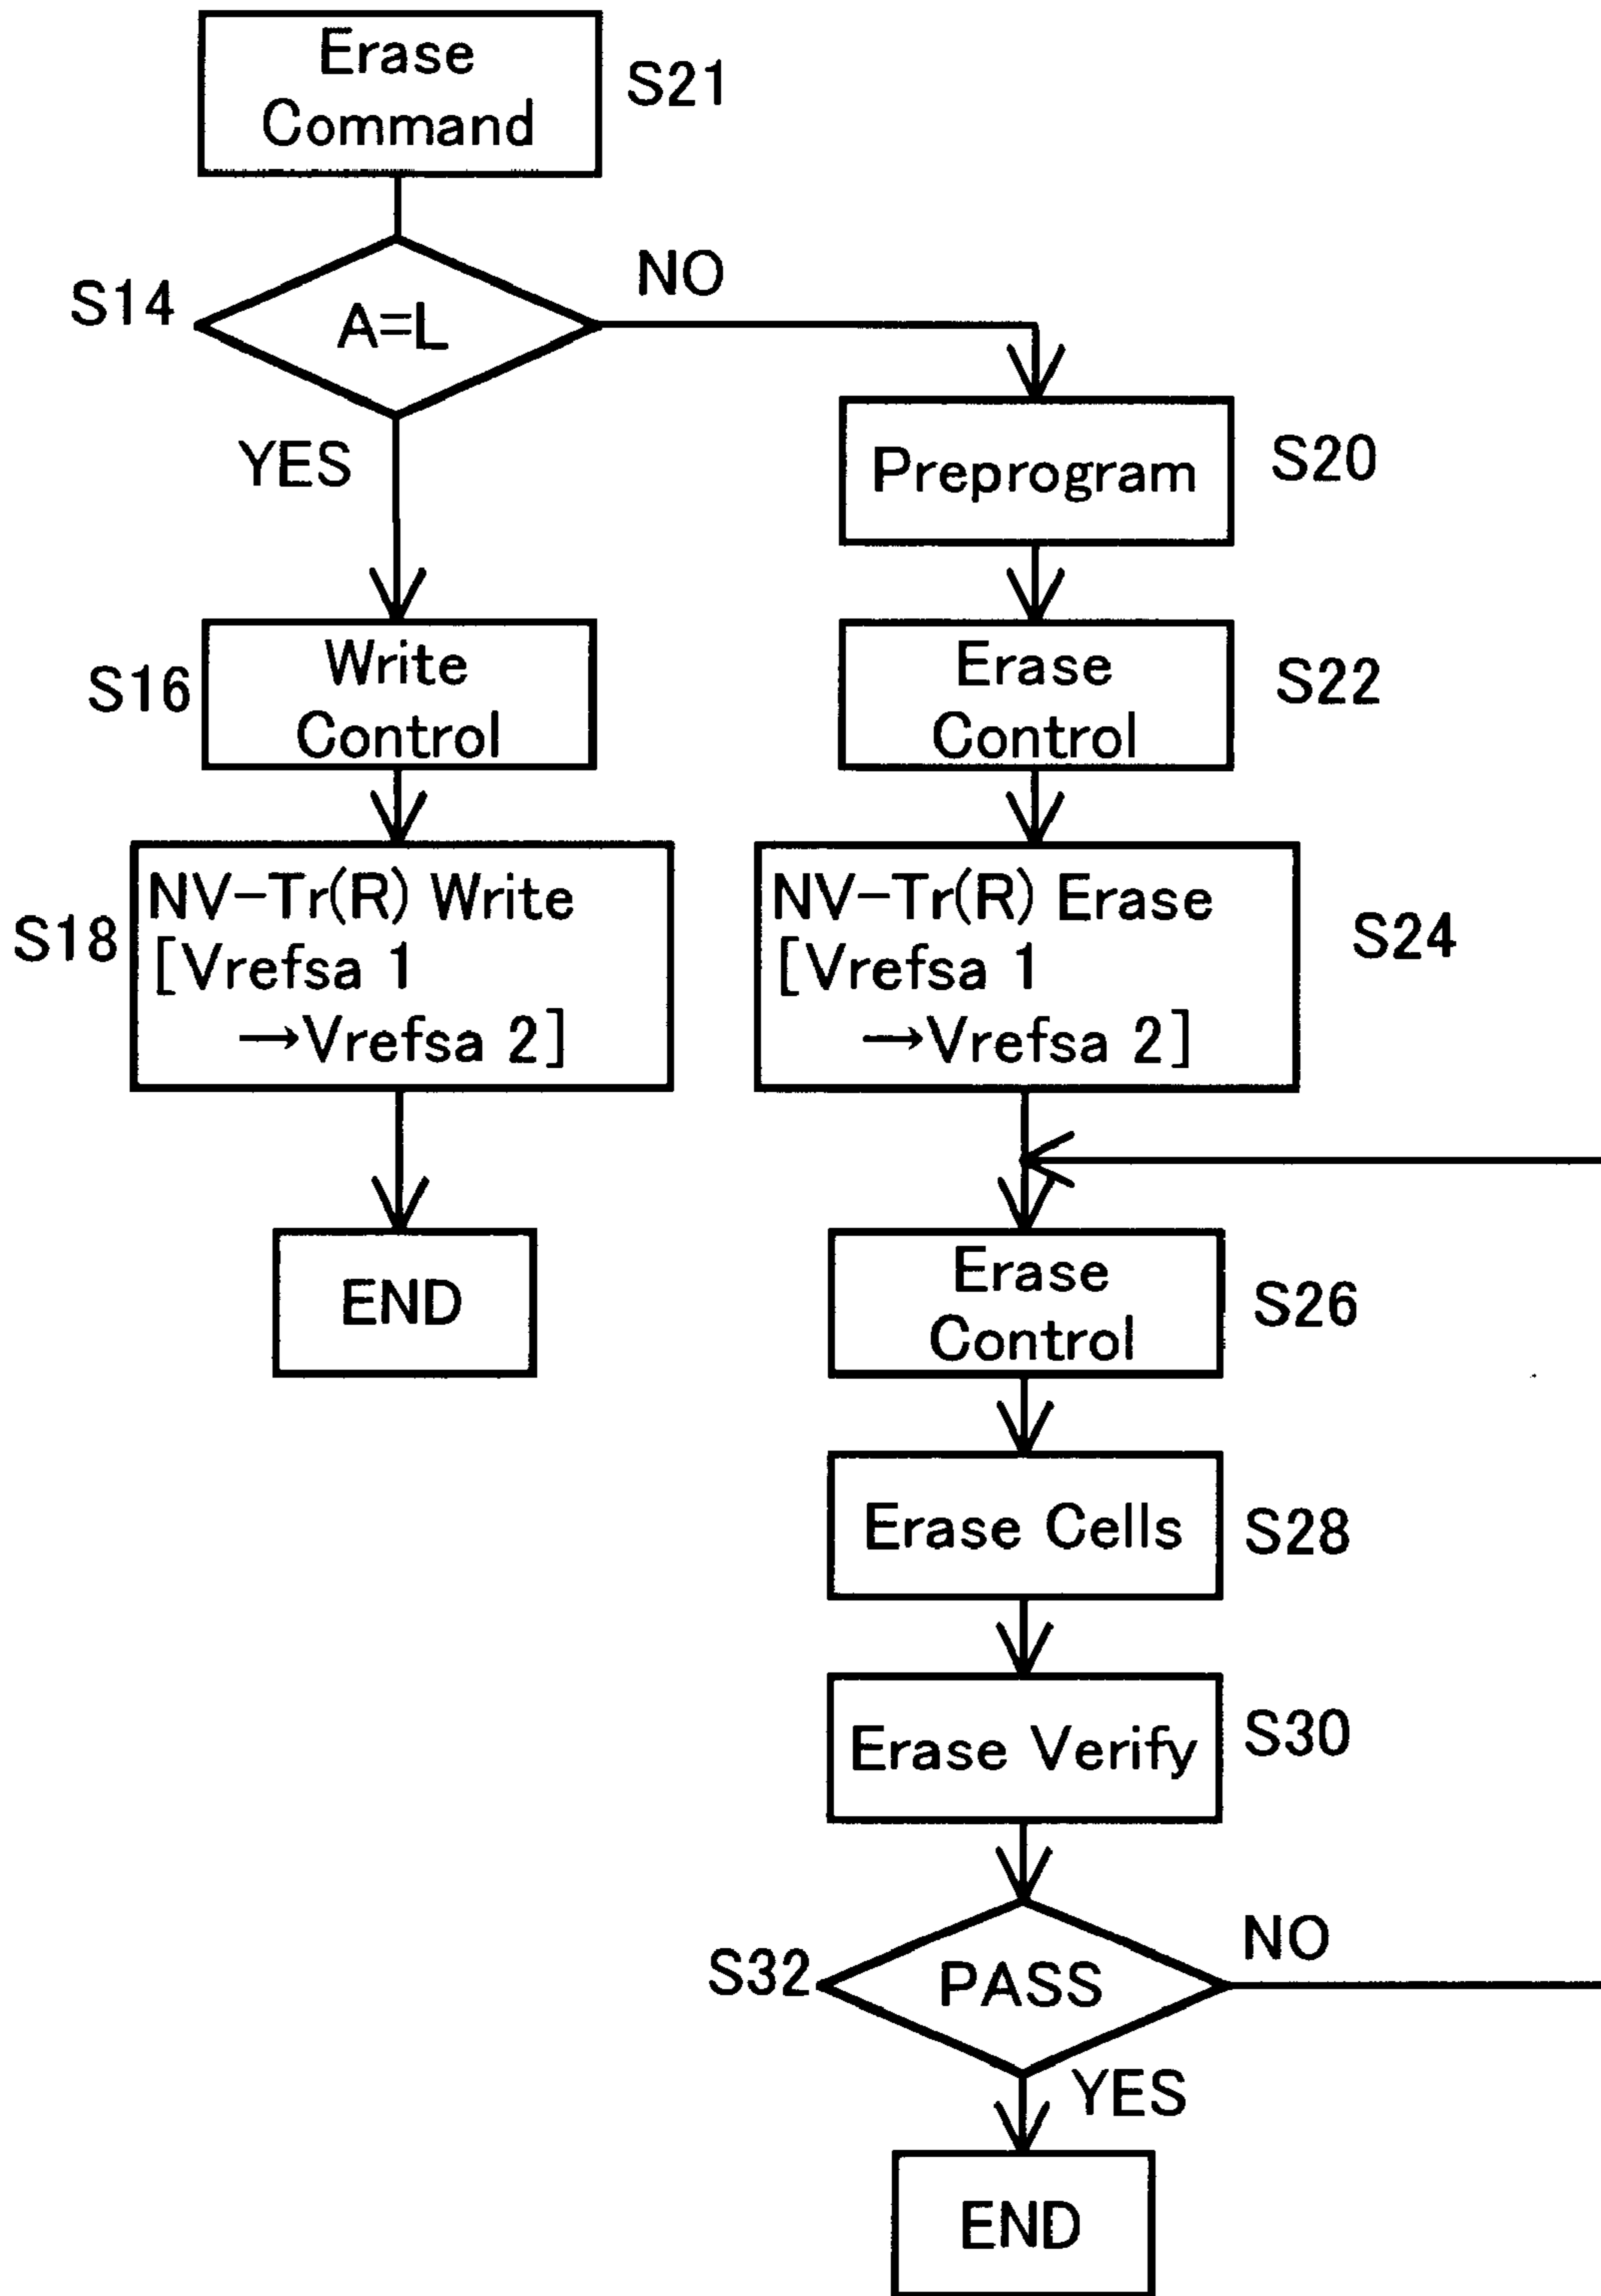 Erase
Command
S21
S14
A=L
NO
YES
Preprogram
S20
S16
Write
Control
Erase
Control
S22
S18
NV-Tr(R) Write
[Vrefsa 1
→Vrefsa 2]
NV-Tr(R) Erase
[Vrefsa 1
→Vrefsa 2]
S24
END
Erase
Control
S26
Erase Cells
S28
Erase Verify
S30
S32
PASS
NO
YES
END